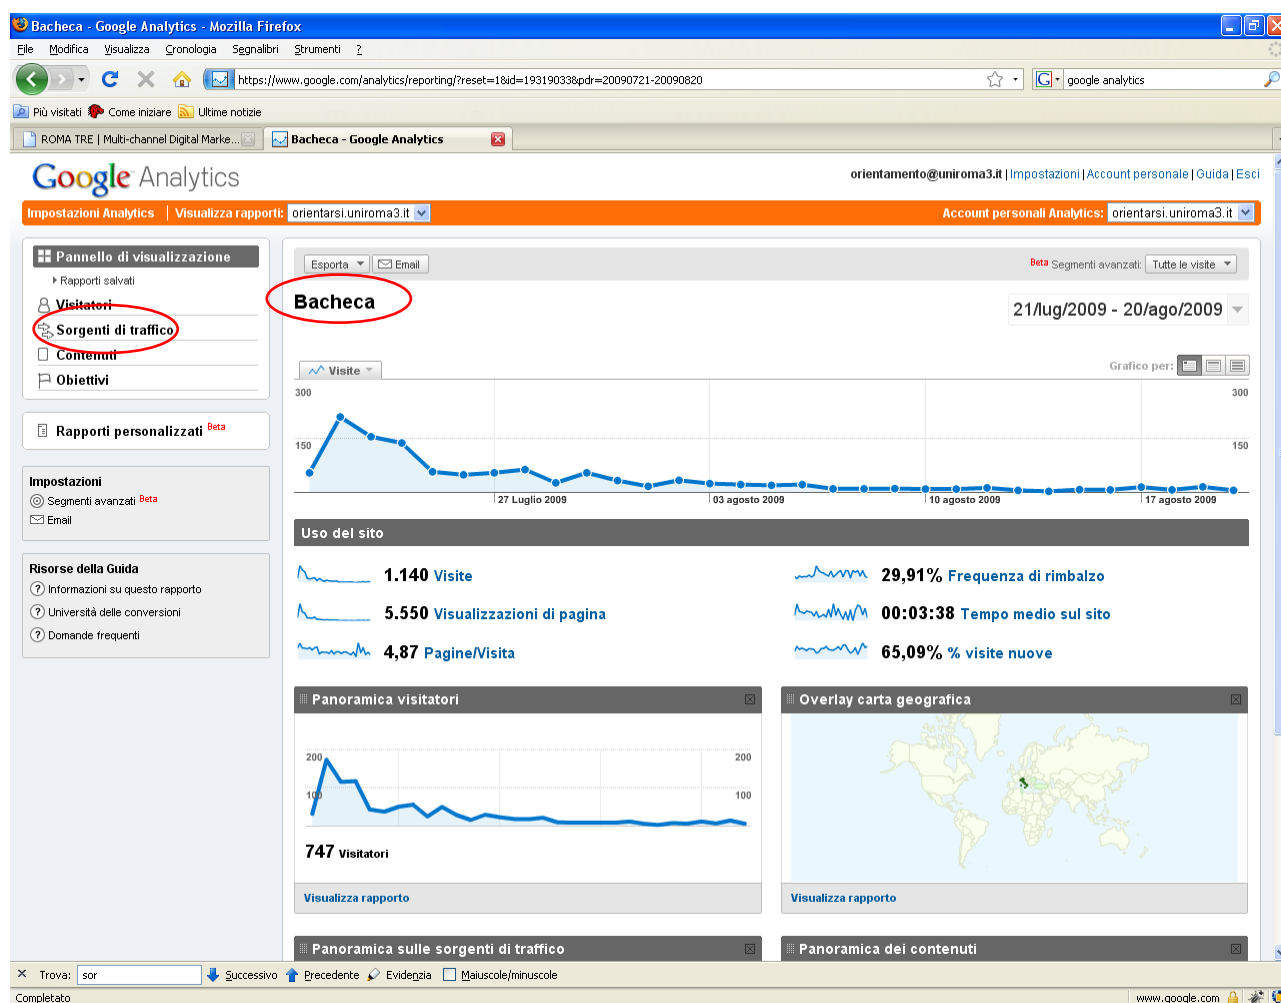 Bacheca - Google Analytics - Mozilla Firefox
File Modifica Visualizza Cronologia Segnalibri Strumenti ?
https://www.google.com/analytics/reporting/?reset=1&id=19319033&pdr=20090721-20090820
google analytics
Più visitati Come iniziare Ultime notizie
ROMA TRE | Multi-channel Digital Marke... Bacheca - Google Analytics
Google Analytics
orientamento@uniroma3.it | Impostazioni | Account personale | Guida | Esci
Impostazioni Analytics | Visualizza rapporti: orientarsi.uniroma3.it
Account personali Analytics: orientarsi.uniroma3.it
Pannello di visualizzazione
Rapporti salvati
Visitatori
Sorgenti di traffico
Contenuti
Obiettivi
Rapporti personalizzati Beta
Impostazioni
Segmenti avanzati Beta
Email
Risorse della Guida
? Informazioni su questo rapporto
? Università delle conversioni
? Domande frequenti
Esporta Email
Beta Segmenti avanzati: Tutte le visite
Bacheca
21/lug/2009 - 20/ago/2009
Visite
Grafico per:
300 300
150 150
27 Luglio 2009 03 agosto 2009 10 agosto 2009 17 agosto 2009
Uso del sito
1.140 Visite
5.550 Visualizzazioni di pagina
4,87 Pagine/Visita
29,91% Frequenza di rimbalzo
00:03:38 Tempo medio sul sito
65,09% % visite nuove
Panoramica visitatori
200 200
100 100
747 Visitatori
Visualizza rapporto
Overlay carta geografica
Visualizza rapporto
Panoramica sulle sorgenti di traffico
Panoramica dei contenuti
Trova: sor Successivo Precedente Evidenzia Maiuscole/minuscole
Completato
www.google.com